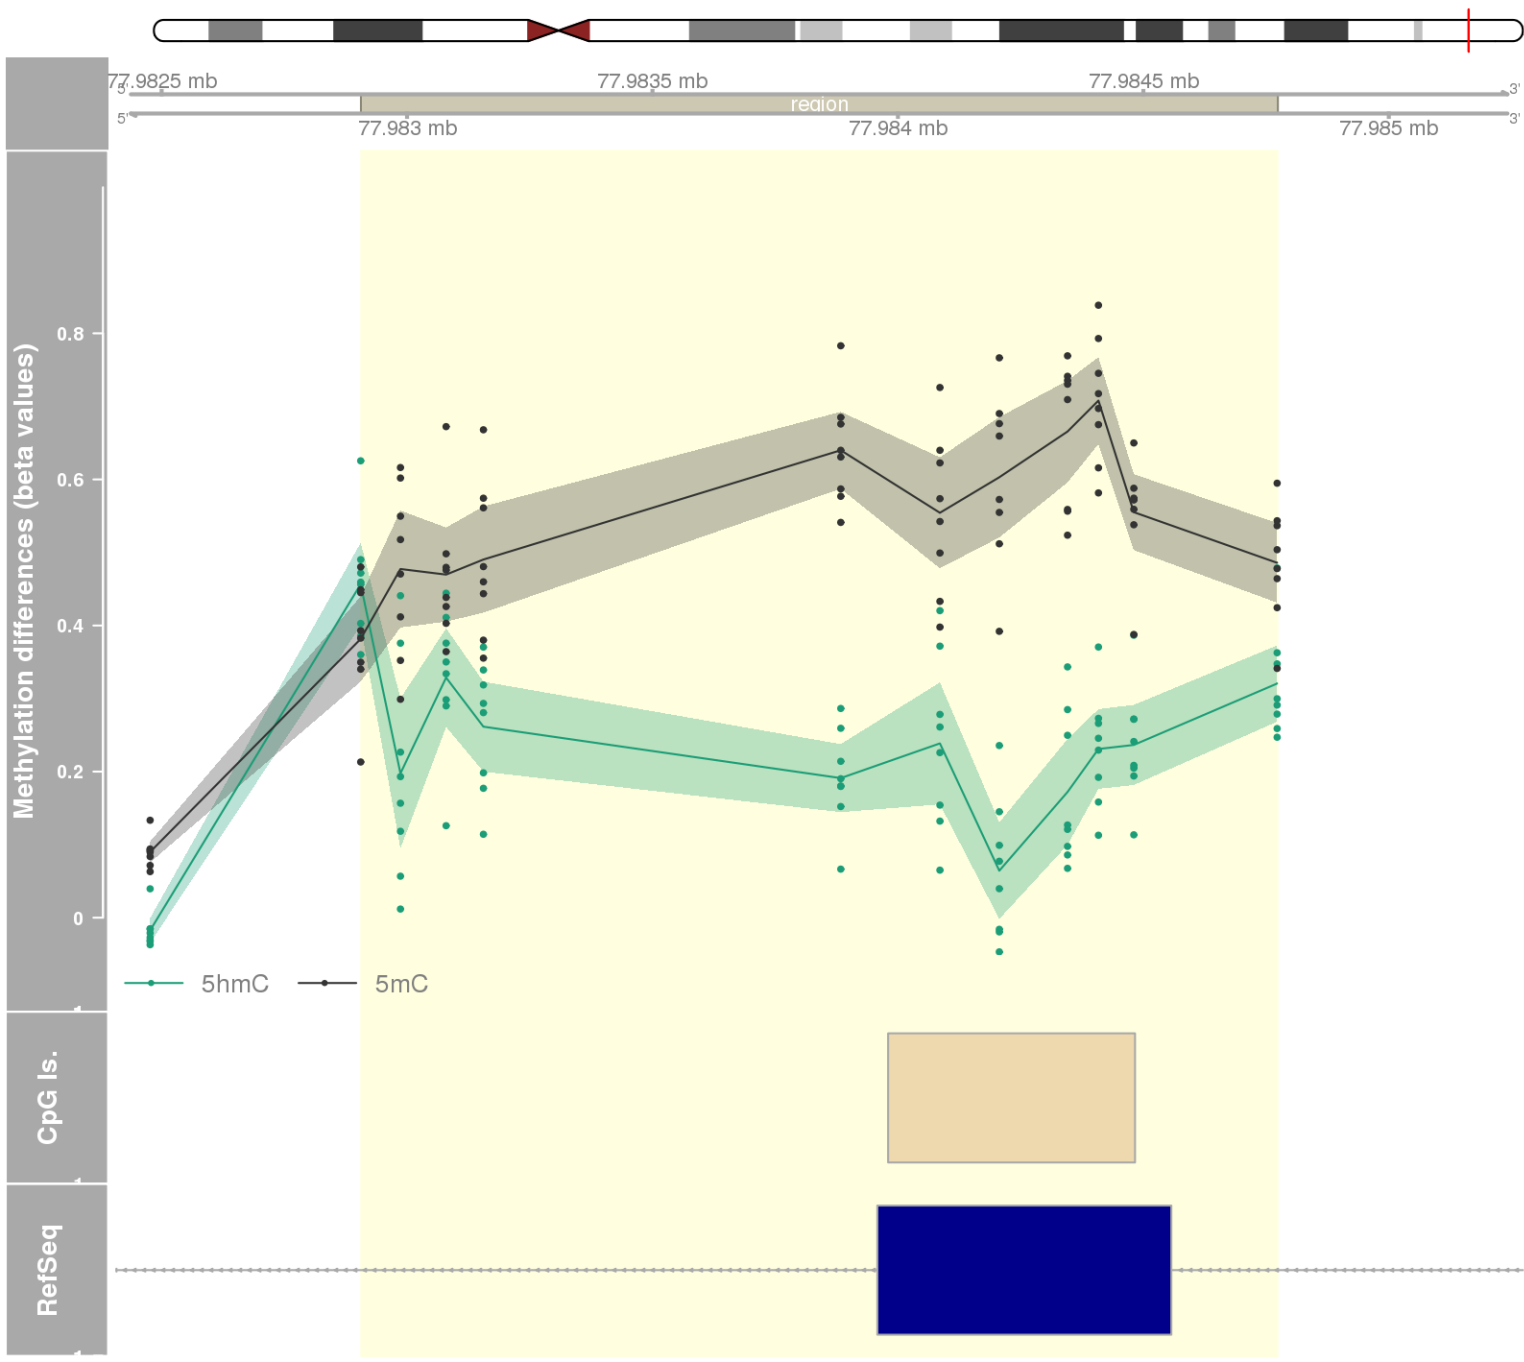 77.9825 mb 77.9835 mb 77.9845 mb
5' 3'
region
5' 3'
77.983 mb 77.984 mb 77.985 mb
Methylation differences (beta values)
0.8
0.6
0.4
0.2
0
5hmC 5mC
CpG Is.
RefSeq